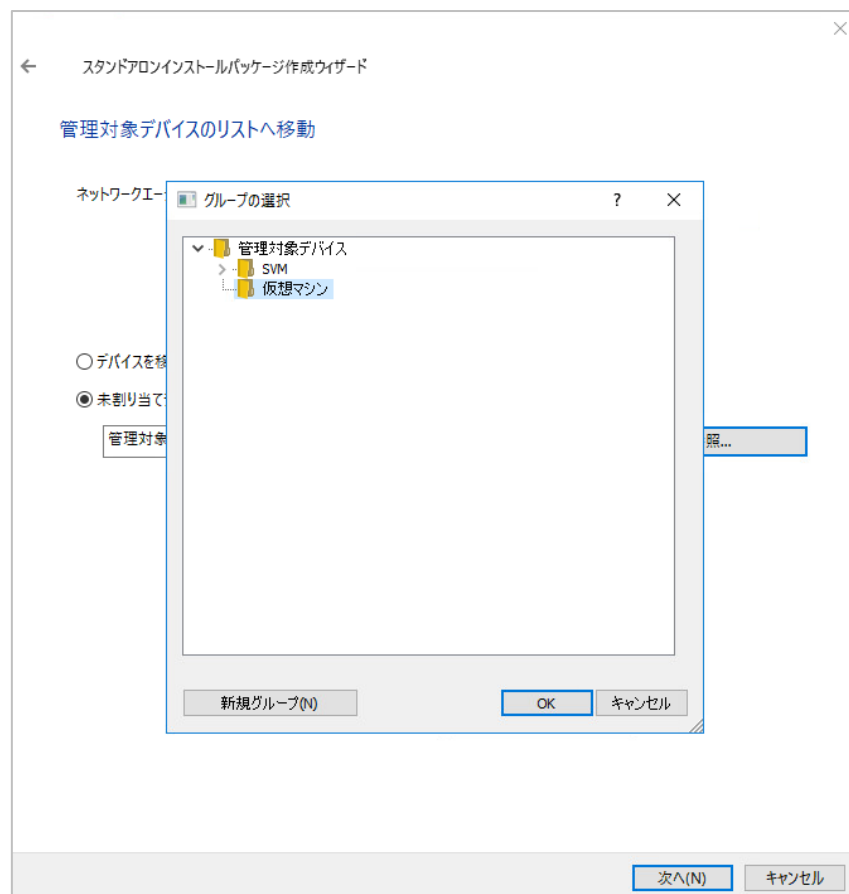 スタンドアロンインストールパッケージ作成ウィザード
管理対象デバイスのリストへ移動
ネットワークエー
グループの選択
?
管理対象デバイス
SVM
仮想マシン
デバイスを移
未割り当て
管理対象
照...
新規グループ(N)
OK
キャンセル
次へ(N)
キャンセル